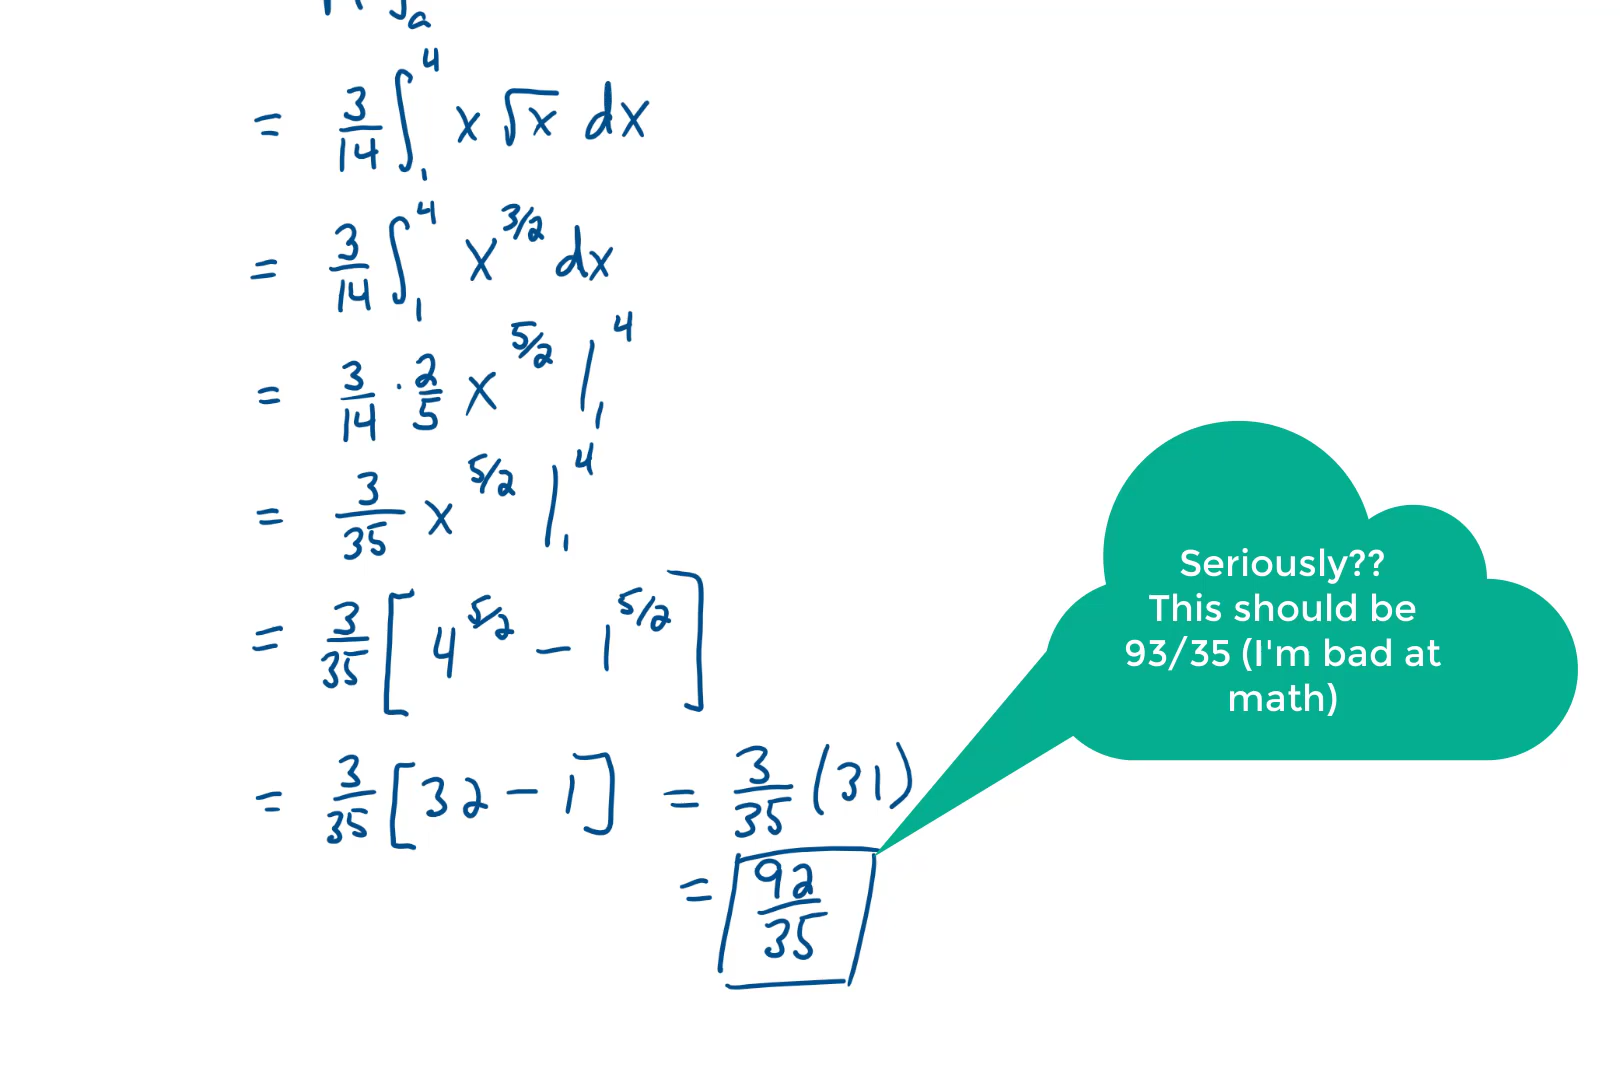 = 3/14 ∫₁⁴ x √x dx
= 3/14 ∫₁⁴ x^(3/2) dx
= 3/14 · 2/5 x^(5/2) |₁⁴
= 3/35 x^(5/2) |₁⁴
= 3/35 [4^(5/2) − 1^(5/2)]
= 3/35 [32 − 1] = 3/35 (31)
= 92/35
Seriously??
This should be
93/35 (I'm bad at
math)